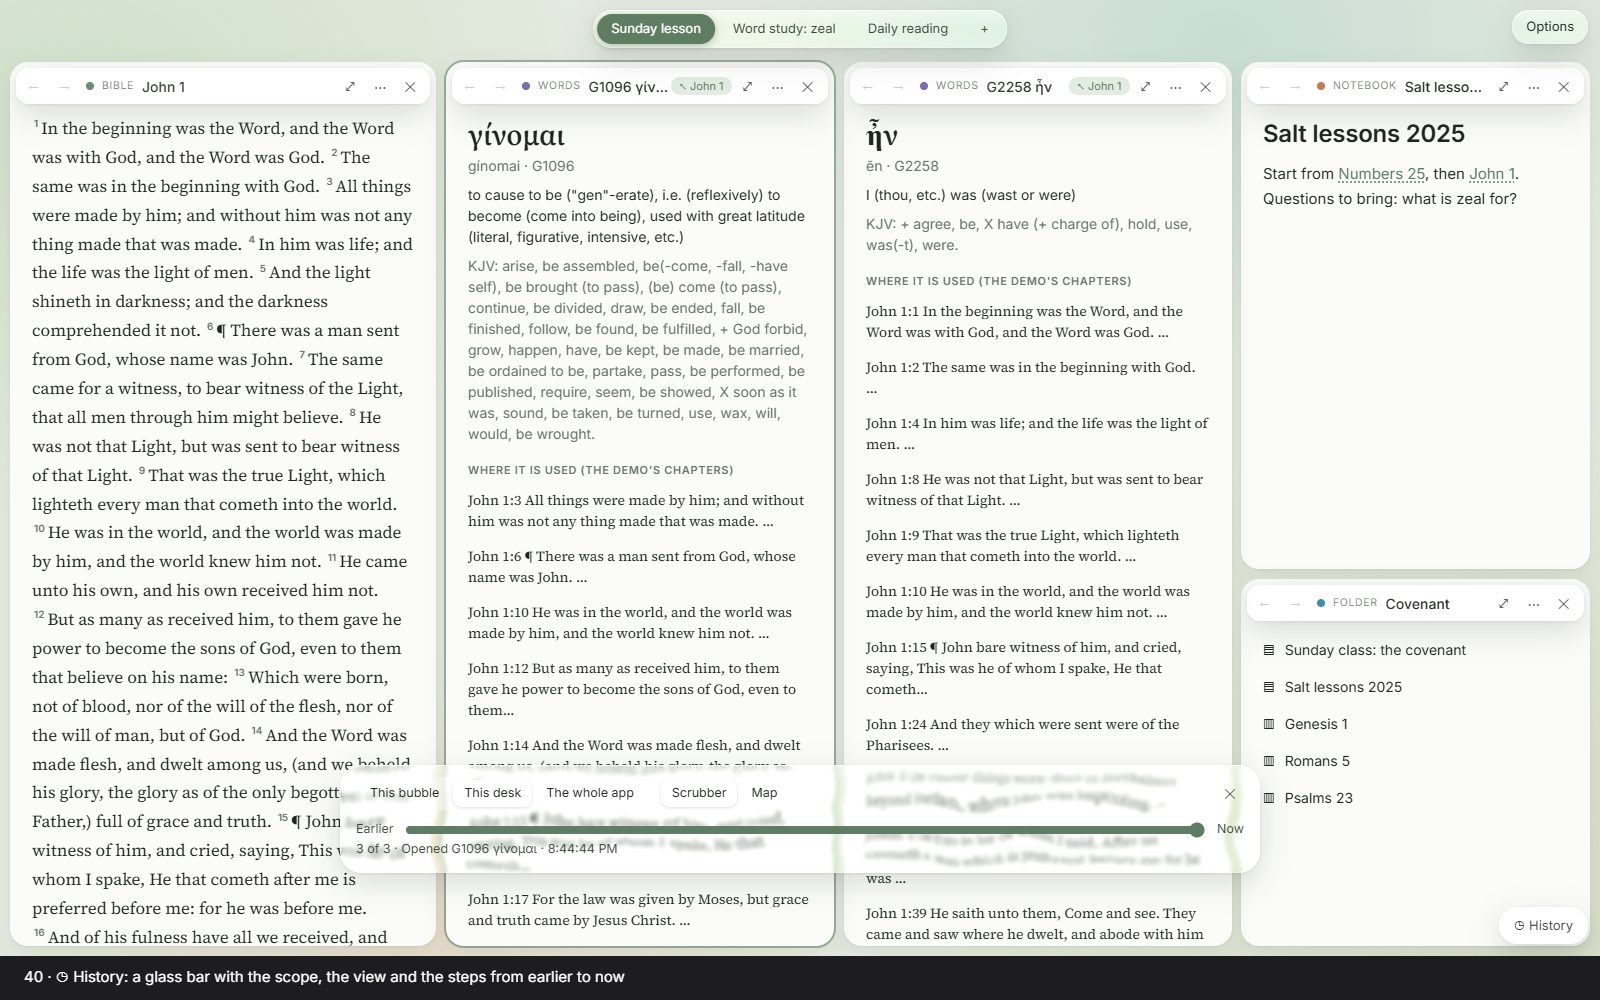 Sunday lesson Word study: zeal Daily reading +
Options
← → BIBLE John 1 ⤢ ... ×
1 In the beginning was the Word, and the Word
was with God, and the Word was God. 2 The
same was in the beginning with God. 3 All things
were made by him; and without him was not any
thing made that was made. 4 In him was life; and
the life was the light of men. 5 And the light
shineth in darkness; and the darkness
comprehended it not. 6 ¶ There was a man sent
from God, whose name was John. 7 The same
came for a witness, to bear witness of the Light,
that all men through him might believe. 8 He
was not that Light, but was sent to bear witness
of that Light. 9 That was the true Light, which
lighteth every man that cometh into the world.
10 He was in the world, and the world was made
by him, and the world knew him not. 11 He came
unto his own, and his own received him not.
12 But as many as received him, to them gave he
power to become the sons of God, even to them
that believe on his name: 13 Which were born,
not of blood, nor of the will of the flesh, nor of
the will of man, but of God. 14 And the Word was
made flesh, and dwelt among us, (and we behold
his glory, the glory as of the only begott
Father,) full of grace and truth. 15 ¶ John
witness of him, and cried, saying, This
whom I spake, He that cometh after me is
preferred before me: for he was before me.
16 And of his fulness have all we received, and
← → WORDS G1096 γίν... ↖ John 1 ⤢ ... ×
γίνομαι
gínomai · G1096
to cause to be ("gen"-erate), i.e. (reflexively) to
become (come into being), used with great latitude
(literal, figurative, intensive, etc.)
KJV: arise, be assembled, be(-come, -fall, -have
self), be brought (to pass), (be) come (to pass),
continue, be divided, draw, be ended, fall, be
finished, follow, be found, be fulfilled, + God forbid,
grow, happen, have, be kept, be made, be married,
be ordained to be, partake, pass, be performed, be
published, require, seem, be showed, X soon as it
was, sound, be taken, be turned, use, wax, will,
would, be wrought.
WHERE IT IS USED (THE DEMO'S CHAPTERS)
John 1:3 All things were made by him; and without
him was not any thing made that was made. ...
John 1:6 ¶ There was a man sent from God, whose
name was John. ...
John 1:10 He was in the world, and the world was
made by him, and the world knew him not. ...
John 1:12 But as many as received him, to them
gave he power to become the sons of God, even to
them...
John 1:14 And the Word was made flesh, and dwelt
among us, (and we beheld his glory, the glory as
John 1:17 For the law was given by Moses, but grace
and truth came by Jesus Christ. ...
← → WORDS G2258 ἦν ↖ John 1 ⤢ ... ×
ἦν
ēn · G2258
I (thou, etc.) was (wast or were)
KJV: + agree, be, X have (+ charge of), hold, use,
was(-t), were.
WHERE IT IS USED (THE DEMO'S CHAPTERS)
John 1:1 In the beginning was the Word, and the
Word was with God, and the Word was God. ...
John 1:2 The same was in the beginning with God.
...
John 1:4 In him was life; and the life was the light of
men. ...
John 1:8 He was not that Light, but was sent to bear
witness of that Light. ...
John 1:9 That was the true Light, which lighteth
every man that cometh into the world. ...
John 1:10 He was in the world, and the world was
made by him, and the world knew him not. ...
John 1:15 ¶ John bare witness of him, and cried,
saying, This was he of whom I spake, He that
cometh...
John 1:24 And they which were sent were of the
Pharisees. ...
was ...
John 1:39 He saith unto them, Come and see. They
came and saw where he dwelt, and abode with him
← → NOTEBOOK Salt lesso... ⤢ ... ×
Salt lessons 2025
Start from Numbers 25, then John 1.
Questions to bring: what is zeal for?
← → FOLDER Covenant ⤢ ... ×
Sunday class: the covenant
Salt lessons 2025
Genesis 1
Romans 5
Psalms 23
This bubble This desk The whole app Scrubber Map ×
Earlier Now
3 of 3 · Opened G1096 γίνομαι · 8:44:44 PM
◷ History
40 · ◷ History: a glass bar with the scope, the view and the steps from earlier to now